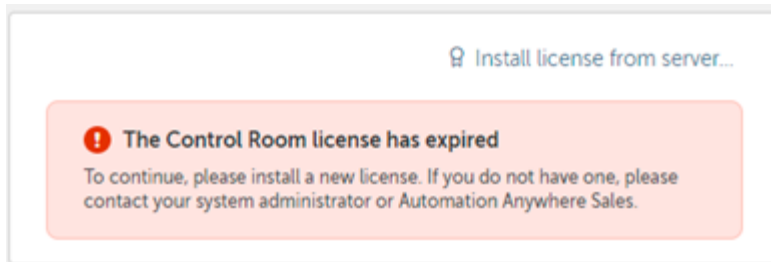 Install license from server...
The Control Room license has expired
To continue, please install a new license. If you do not have one, please
contact your system administrator or Automation Anywhere Sales.